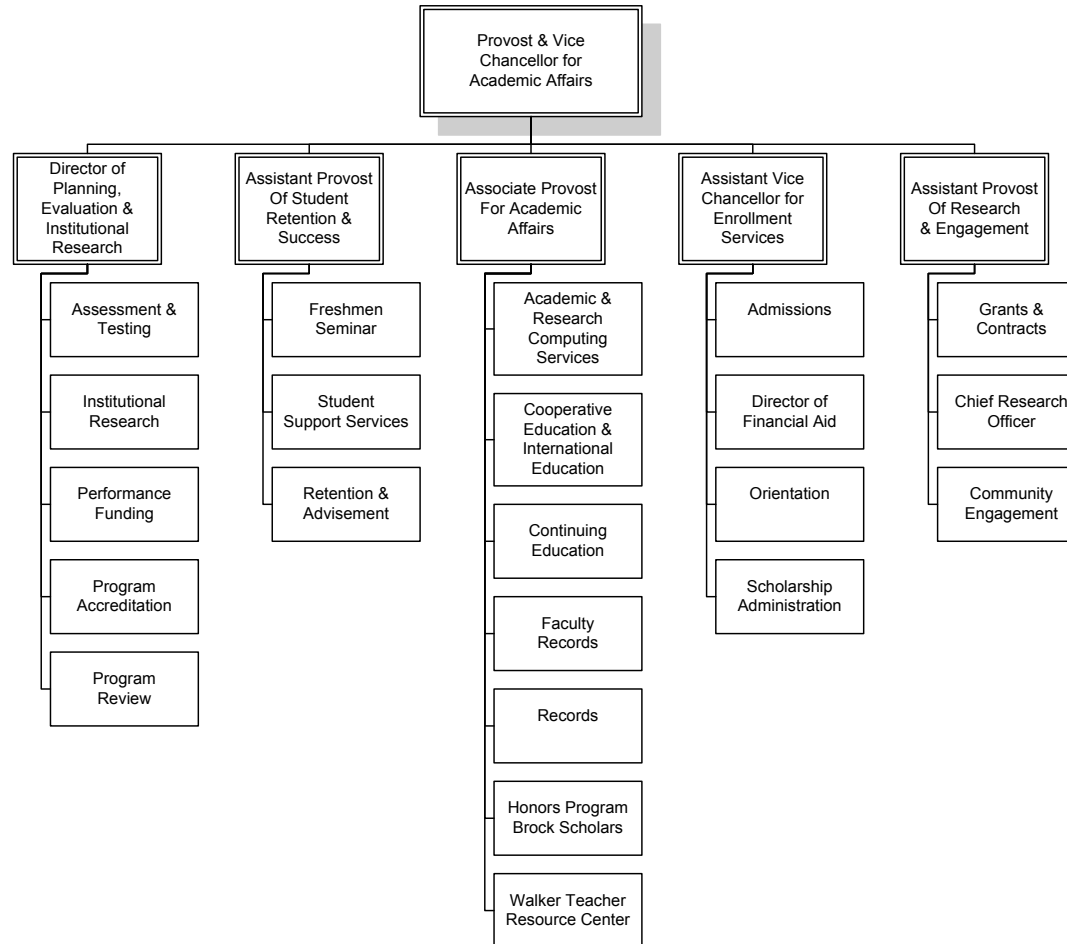 Provost & Vice
Chancellor for
Academic Affairs
Director of
Planning,
Evaluation &
Institutional
Research
Assistant Provost
Of Student
Retention &
Success
Associate Provost
For Academic
Affairs
Assistant Vice
Chancellor for
Enrollment
Services
Assistant Provost
Of Research
& Engagement
Assessment &
Testing
Institutional
Research
Performance
Funding
Program
Accreditation
Program
Review
Freshmen
Seminar
Student
Support Services
Retention &
Advisement
Academic &
Research
Computing
Services
Cooperative
Education &
International
Education
Continuing
Education
Faculty
Records
Records
Honors Program
Brock Scholars
Walker Teacher
Resource Center
Admissions
Director of
Financial Aid
Orientation
Scholarship
Administration
Grants &
Contracts
Chief Research
Officer
Community
Engagement